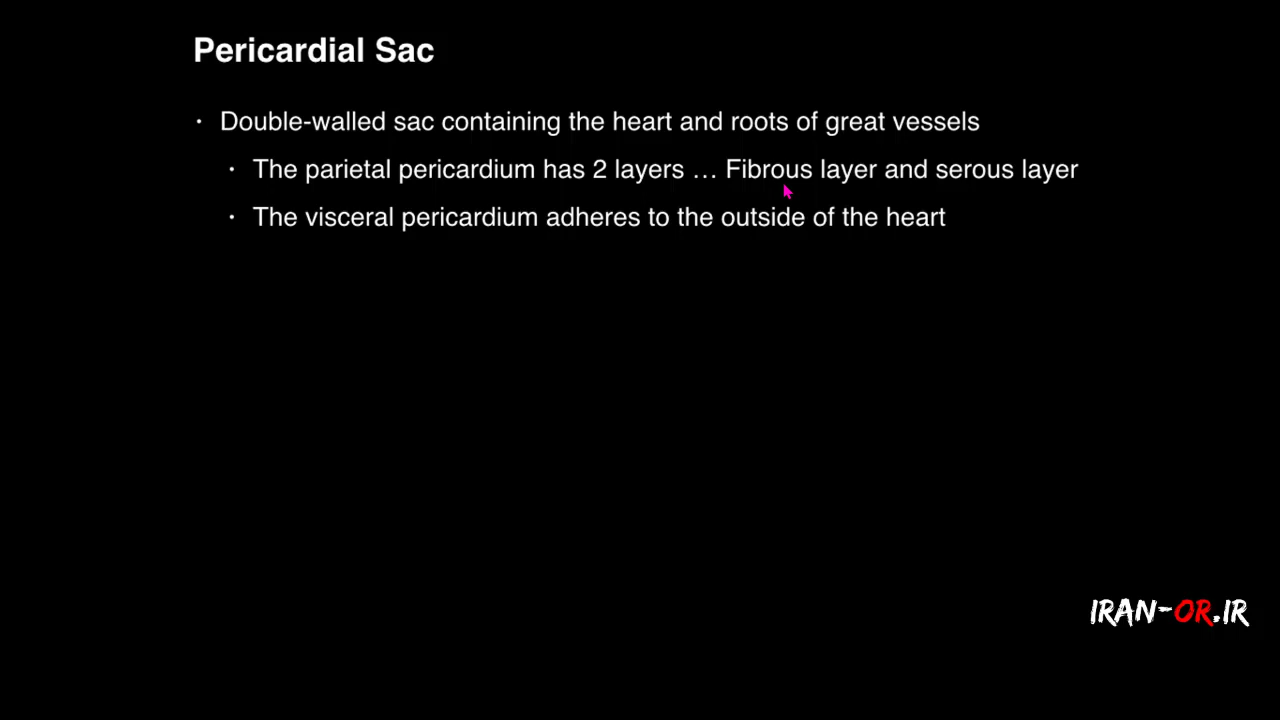 Pericardial Sac
• Double-walled sac containing the heart and roots of great vessels
• The parietal pericardium has 2 layers … Fibrous layer and serous layer
• The visceral pericardium adheres to the outside of the heart
IRAN-OR.IR